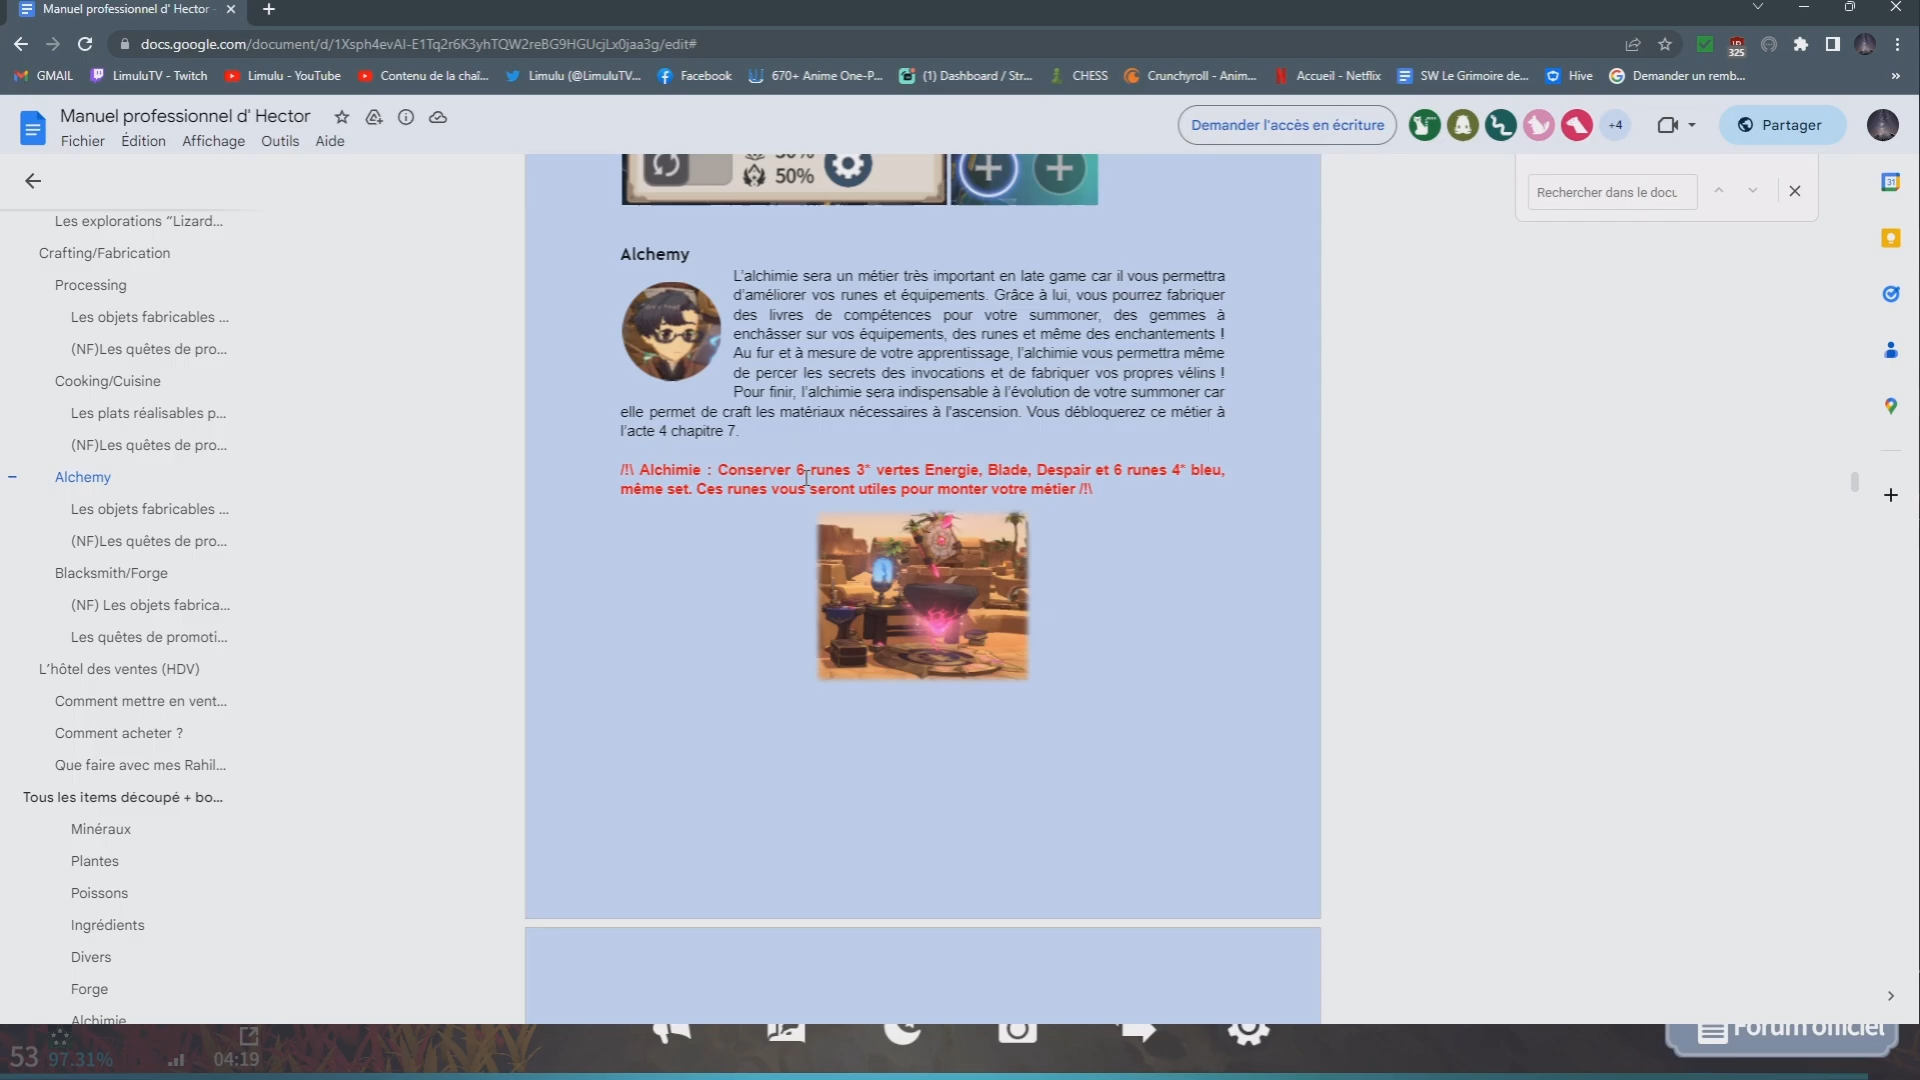 Manuel professionnel d' Hector
docs.google.com/document/d/1Xsph4evAI-E1Tq2r6K3yhTQW2reBG9HGUcjLx0jaa3g/edit#
325
GMAIL
LimuluTV - Twitch
Limulu - YouTube
Contenu de la chaî...
Limulu (@LimuluTV...
Facebook
670+ Anime One-P...
(1) Dashboard / Str...
CHESS
Crunchyroll - Anim...
Accueil - Netflix
SW Le Grimoire de...
Hive
Demander un remb...
»
Manuel professionnel d' Hector
Fichier Édition Affichage Outils Aide
Demander l'accès en écriture
+4
Partager
Rechercher dans le docu
31
Les explorations “Lizard...
Crafting/Fabrication
Processing
Les objets fabricables ...
(NF)Les quêtes de pro...
Cooking/Cuisine
Les plats réalisables p...
(NF)Les quêtes de pro...
Alchemy
Les objets fabricables ...
(NF)Les quêtes de pro...
Blacksmith/Forge
(NF) Les objets fabrica...
Les quêtes de promoti...
L'hôtel des ventes (HDV)
Comment mettre en vent...
Comment acheter ?
Que faire avec mes Rahil...
Tous les items découpé + bo...
Minéraux
Plantes
Poissons
Ingrédients
Divers
Forge
Alchimie
50%
50%
Alchemy
L'alchimie sera un métier très important en late game car il vous permettra
d'améliorer vos runes et équipements. Grâce à lui, vous pourrez fabriquer
des livres de compétences pour votre summoner, des gemmes à
enchâsser sur vos équipements, des runes et même des enchantements !
Au fur et à mesure de votre apprentissage, l'alchimie vous permettra même
de percer les secrets des invocations et de fabriquer vos propres vélins !
Pour finir, l'alchimie sera indispensable à l'évolution de votre summoner car
elle permet de craft les matériaux nécessaires à l'ascension. Vous débloquerez ce métier à
l'acte 4 chapitre 7.
/!\ Alchimie : Conserver 6 runes 3* vertes Energie, Blade, Despair et 6 runes 4* bleu,
même set. Ces runes vous seront utiles pour monter votre métier /!\
53 97.31%
04:19
Forum officiel